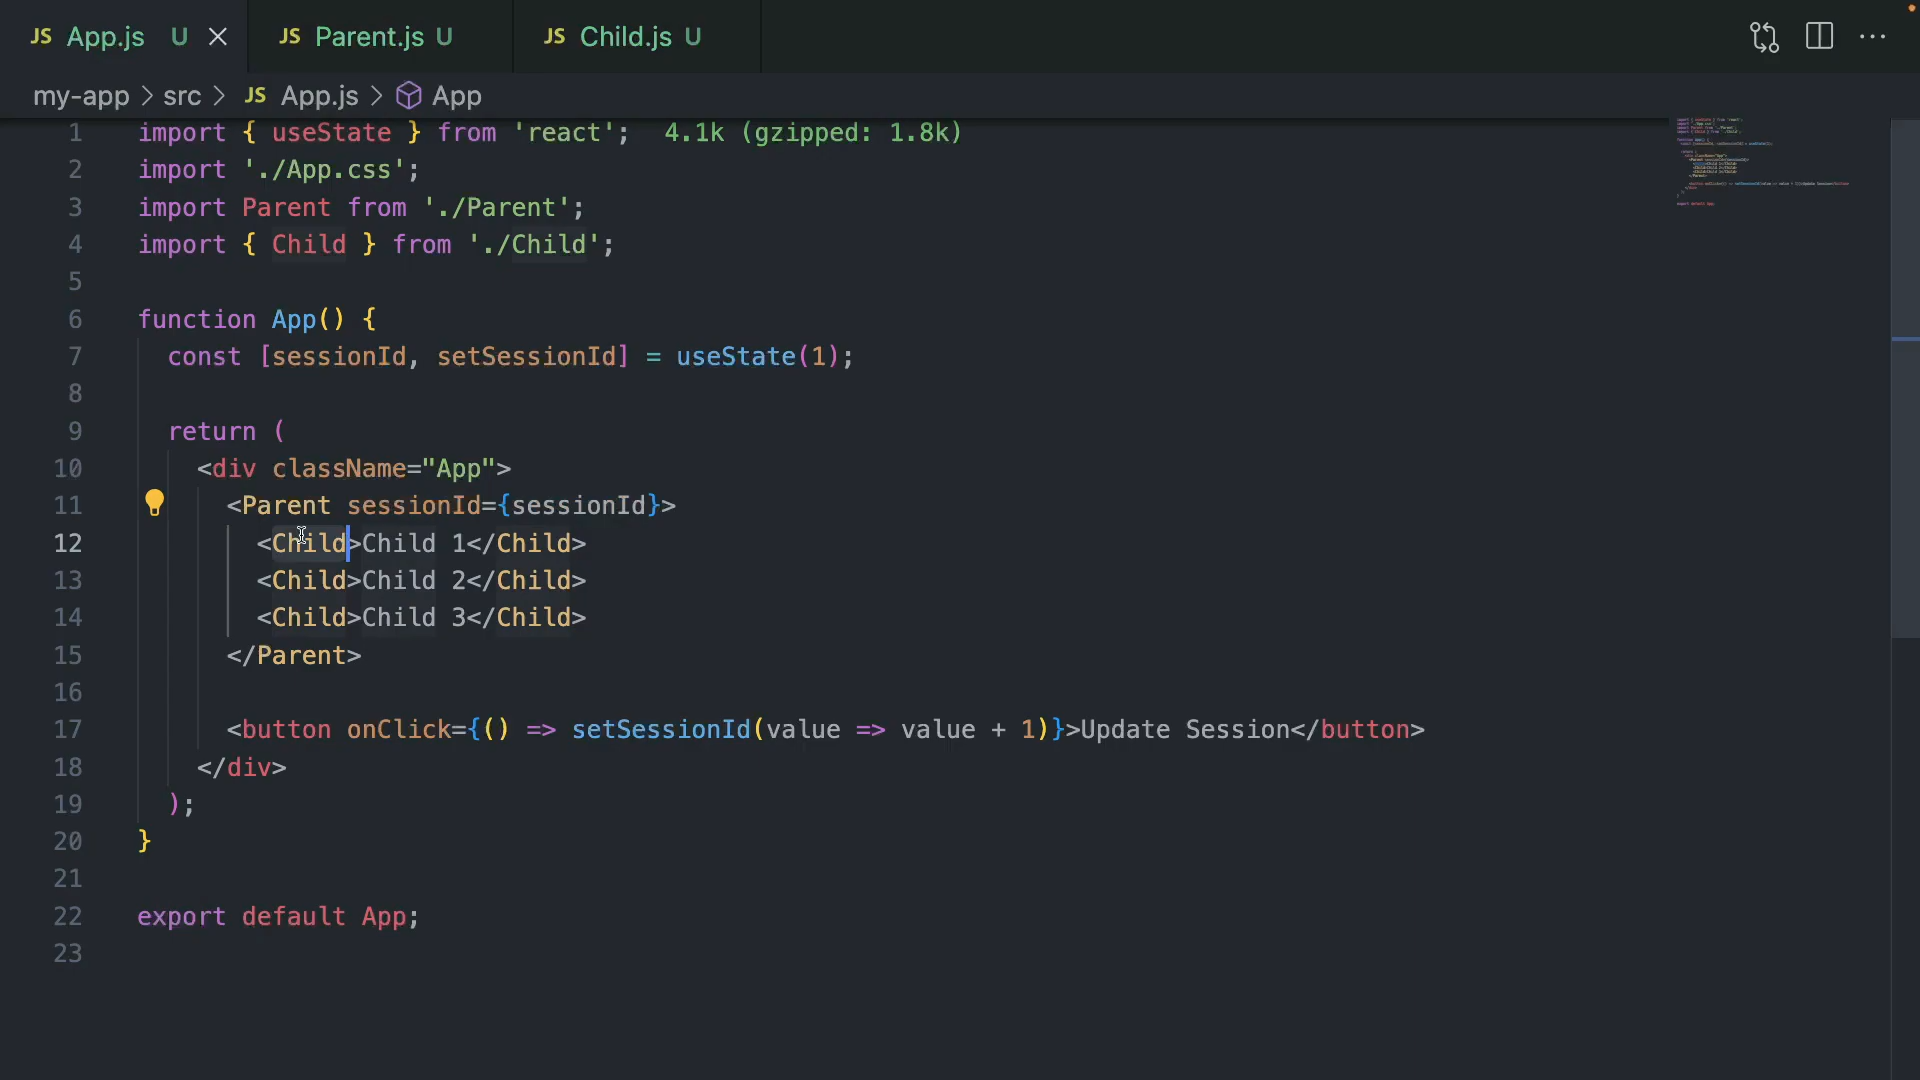 JS App.js U JS Parent.js U JS Child.js U
my-app > src > JS App.js > App
1 import { useState } from 'react'; 4.1k (gzipped: 1.8k)
2 import './App.css';
3 import Parent from './Parent';
4 import { Child } from './Child';
5
6 function App() {
7 const [sessionId, setSessionId] = useState(1);
8
9 return (
10 <div className="App">
11 <Parent sessionId={sessionId}>
12 <Child>Child 1</Child>
13 <Child>Child 2</Child>
14 <Child>Child 3</Child>
15 </Parent>
16
17 <button onClick={() => setSessionId(value => value + 1)}>Update Session</button>
18 </div>
19 );
20 }
21
22 export default App;
23